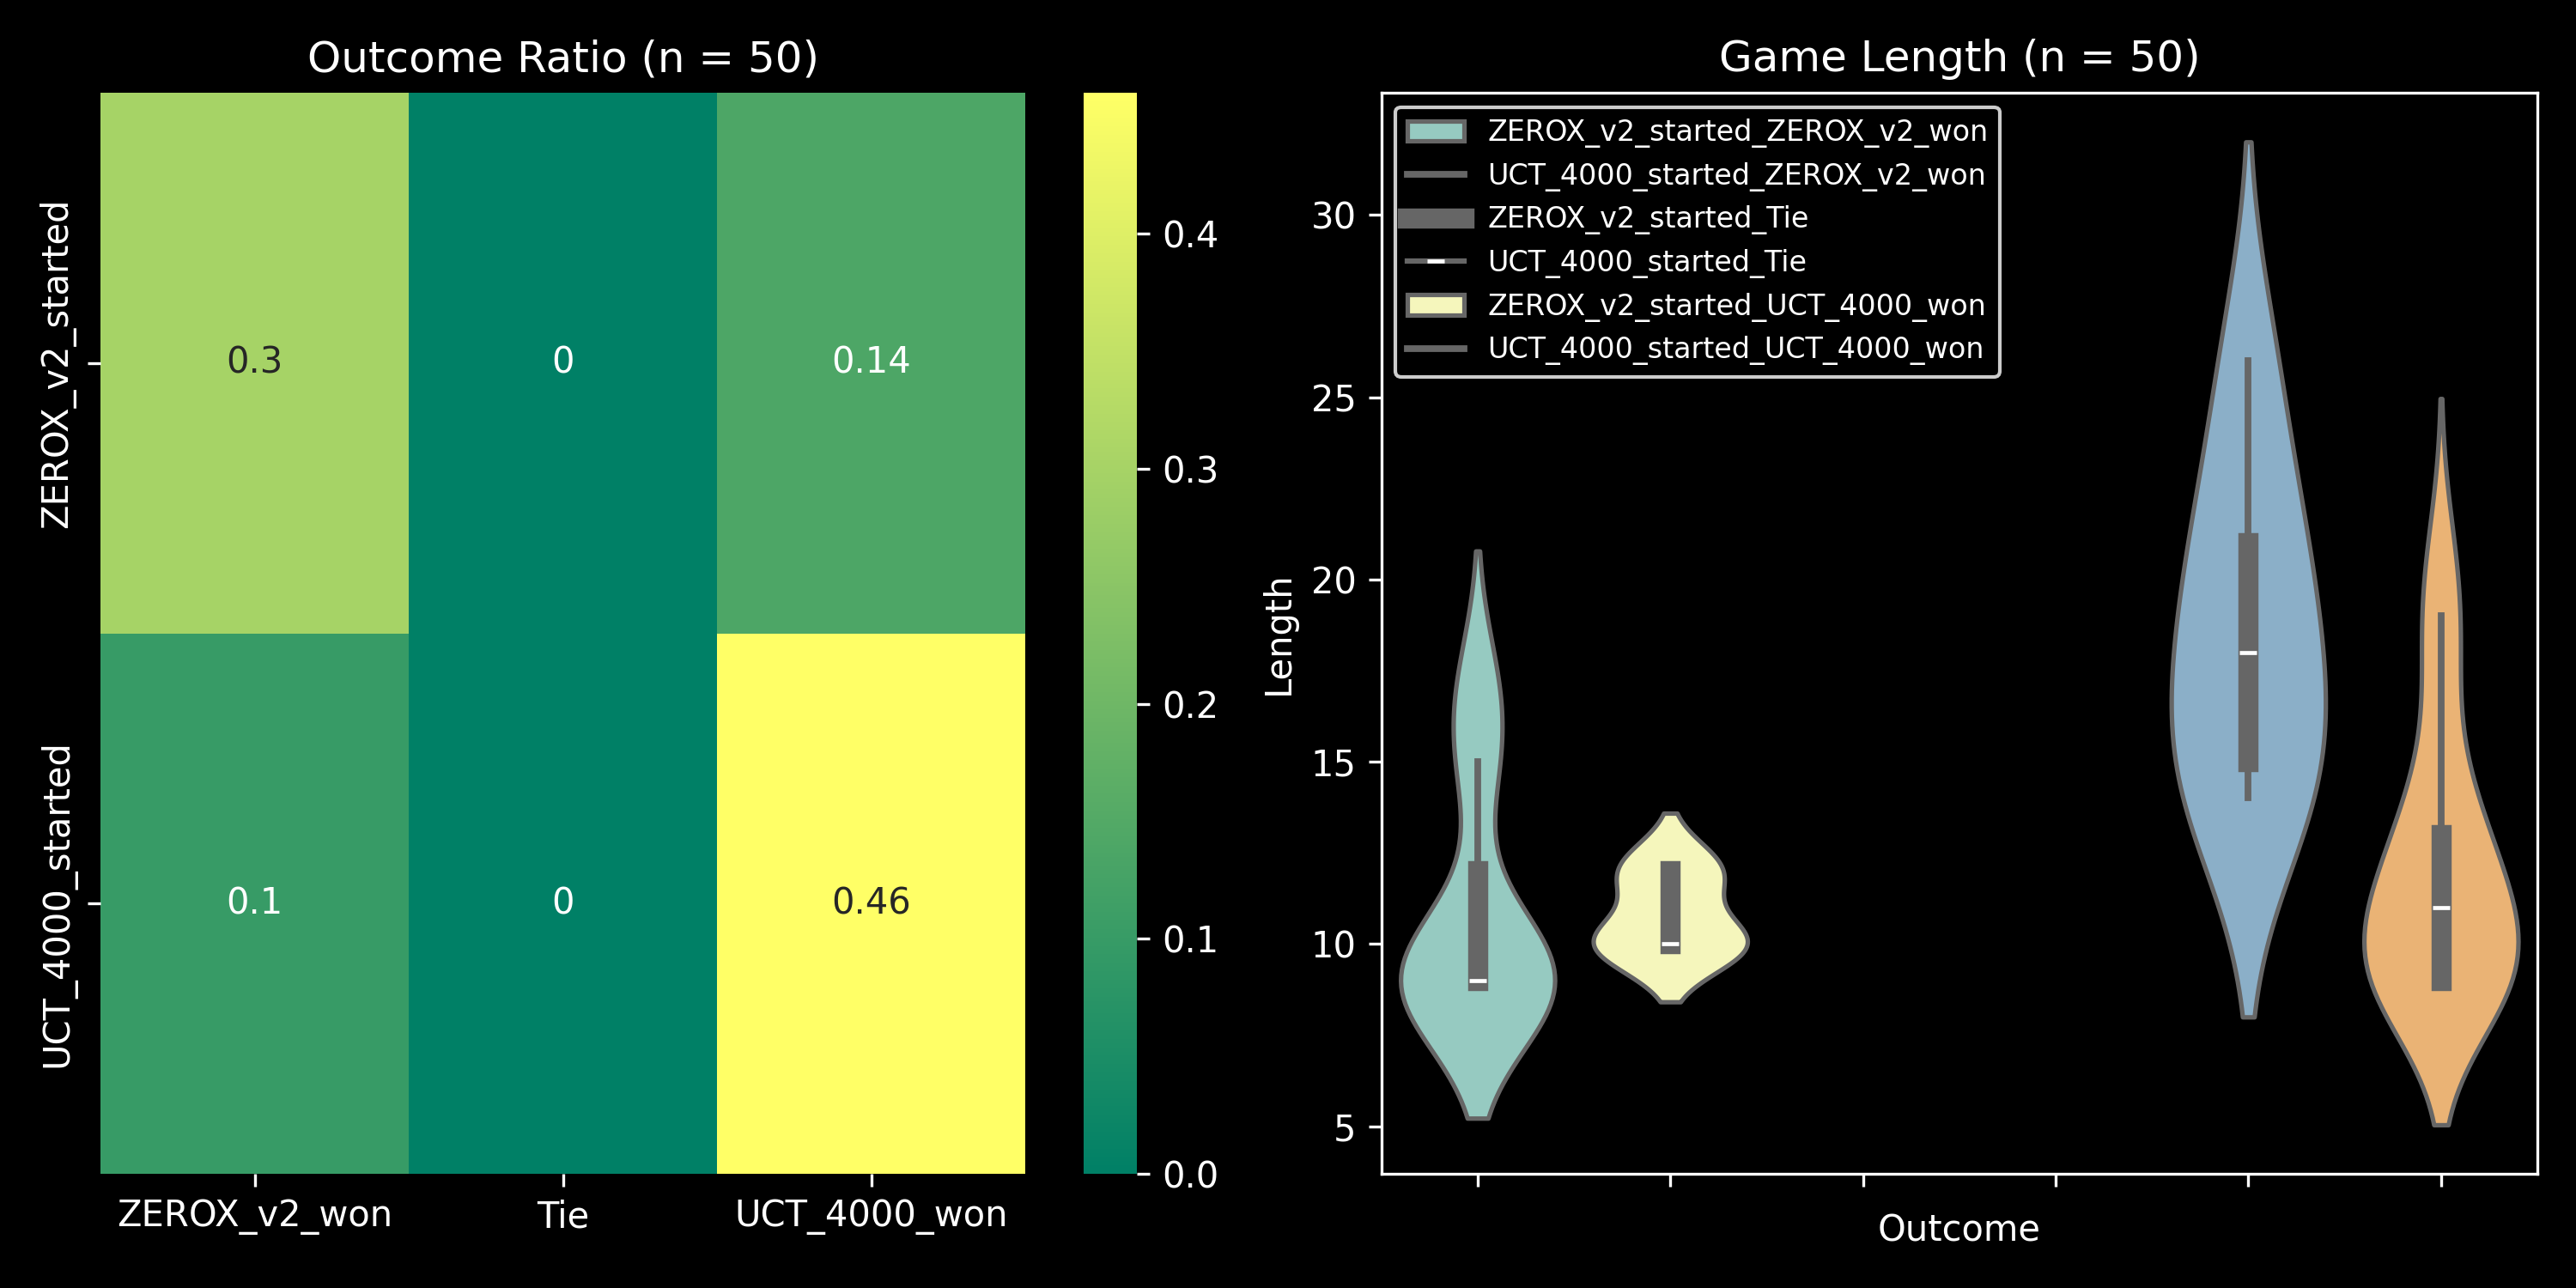 Outcome Ratio (n = 50)
ZEROX_v2_started
UCT_4000_started
0.3
0
0.14
0.1
0
0.46
ZEROX_v2_won
Tie
UCT_4000_won
0.4
0.3
0.2
0.1
0.0
Game Length (n = 50)
ZEROX_v2_started_ZEROX_v2_won
UCT_4000_started_ZEROX_v2_won
ZEROX_v2_started_Tie
UCT_4000_started_Tie
ZEROX_v2_started_UCT_4000_won
UCT_4000_started_UCT_4000_won
Length
30
25
20
15
10
5
Outcome